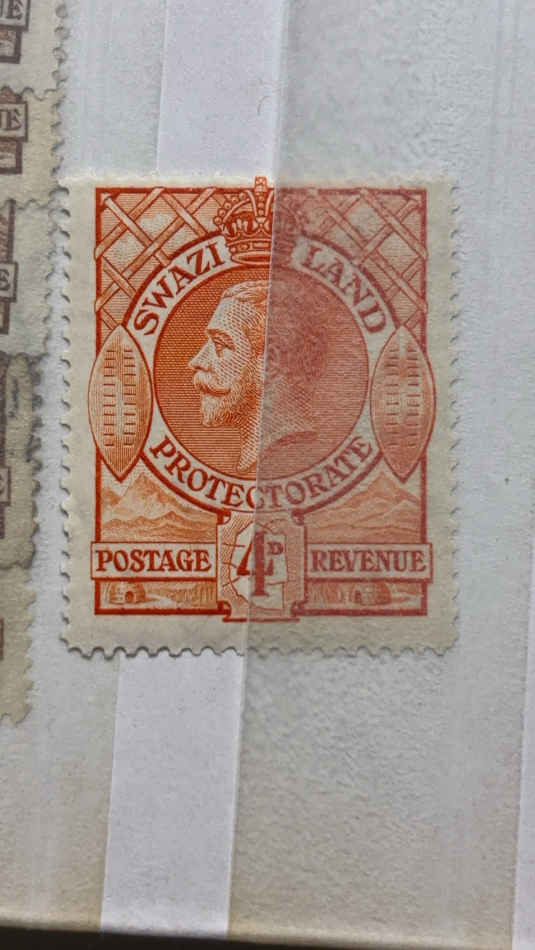 SWAZI LAND
PROTECTORATE
POSTAGE 4D REVENUE